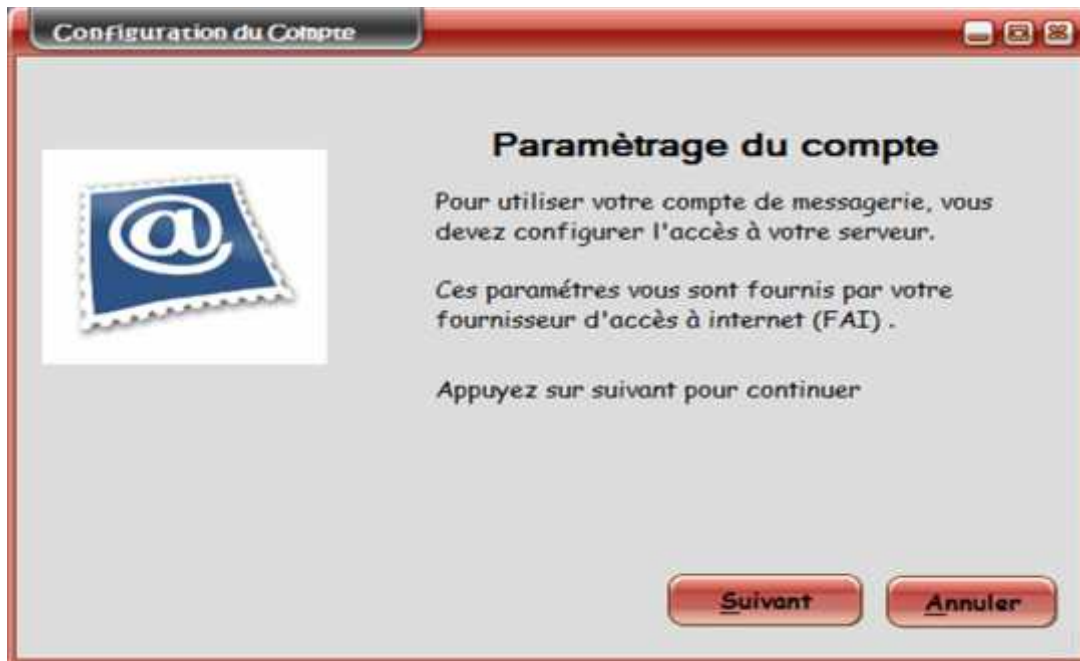 Configuration du Compte
Paramètrage du compte
Pour utiliser votre compte de messagerie, vous
devez configurer l'accès à votre serveur.
Ces paramétres vous sont fournis par votre
fournisseur d'accès à internet (FAI) .
Appuyez sur suivant pour continuer
Suivant
Annuler